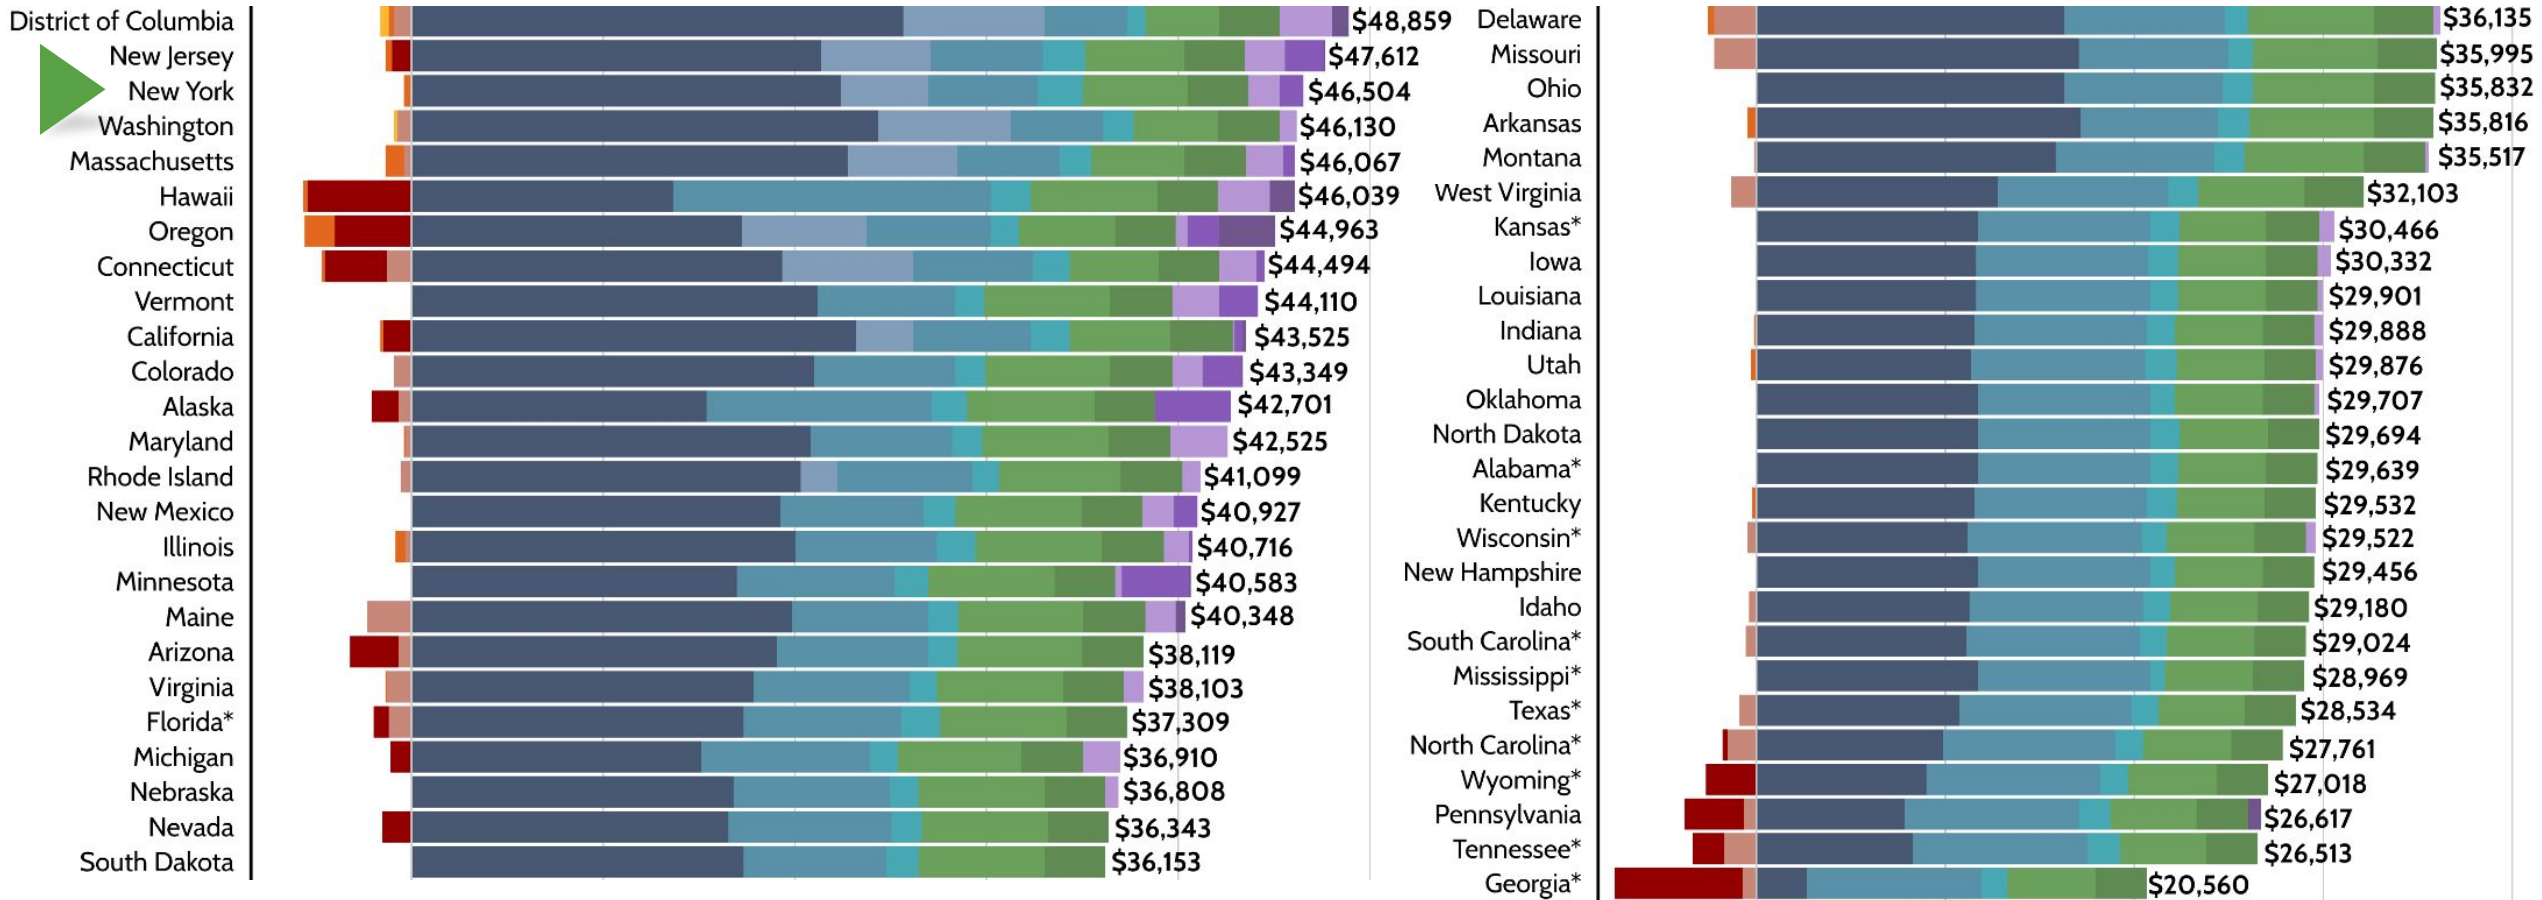 District of Columbia $48,859
New Jersey $47,612
New York $46,504
Washington $46,130
Massachusetts $46,067
Hawaii $46,039
Oregon $44,963
Connecticut $44,494
Vermont $44,110
California $43,525
Colorado $43,349
Alaska $42,701
Maryland $42,525
Rhode Island $41,099
New Mexico $40,927
Illinois $40,716
Minnesota $40,583
Maine $40,348
Arizona $38,119
Virginia $38,103
Florida* $37,309
Michigan $36,910
Nebraska $36,808
Nevada $36,343
South Dakota $36,153
Delaware $36,135
Missouri $35,995
Ohio $35,832
Arkansas $35,816
Montana $35,517
West Virginia $32,103
Kansas* $30,466
Iowa $30,332
Louisiana $29,901
Indiana $29,888
Utah $29,876
Oklahoma $29,707
North Dakota $29,694
Alabama* $29,639
Kentucky $29,532
Wisconsin* $29,522
New Hampshire $29,456
Idaho $29,180
South Carolina* $29,024
Mississippi* $28,969
Texas* $28,534
North Carolina* $27,761
Wyoming* $27,018
Pennsylvania $26,617
Tennessee* $26,513
Georgia* $20,560